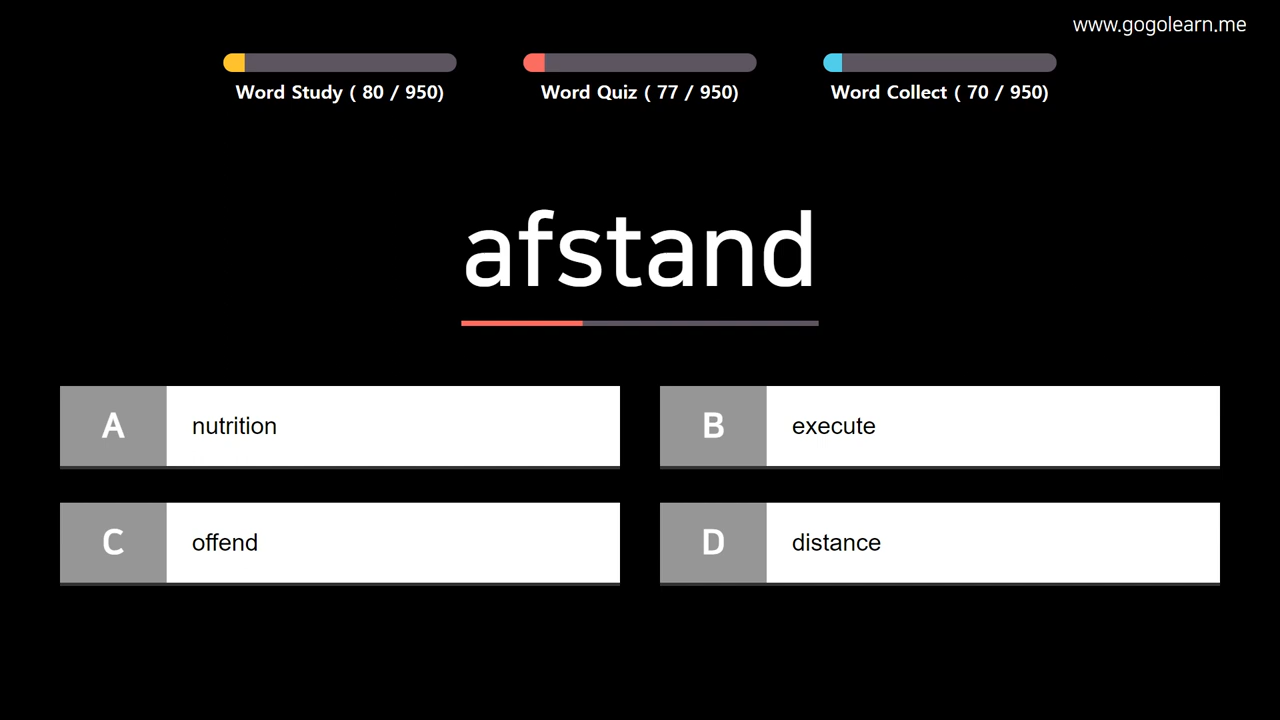 www.gogolearn.me
Word Study ( 80 / 950)
Word Quiz ( 77 / 950)
Word Collect ( 70 / 950)
afstand
A nutrition
B execute
C offend
D distance